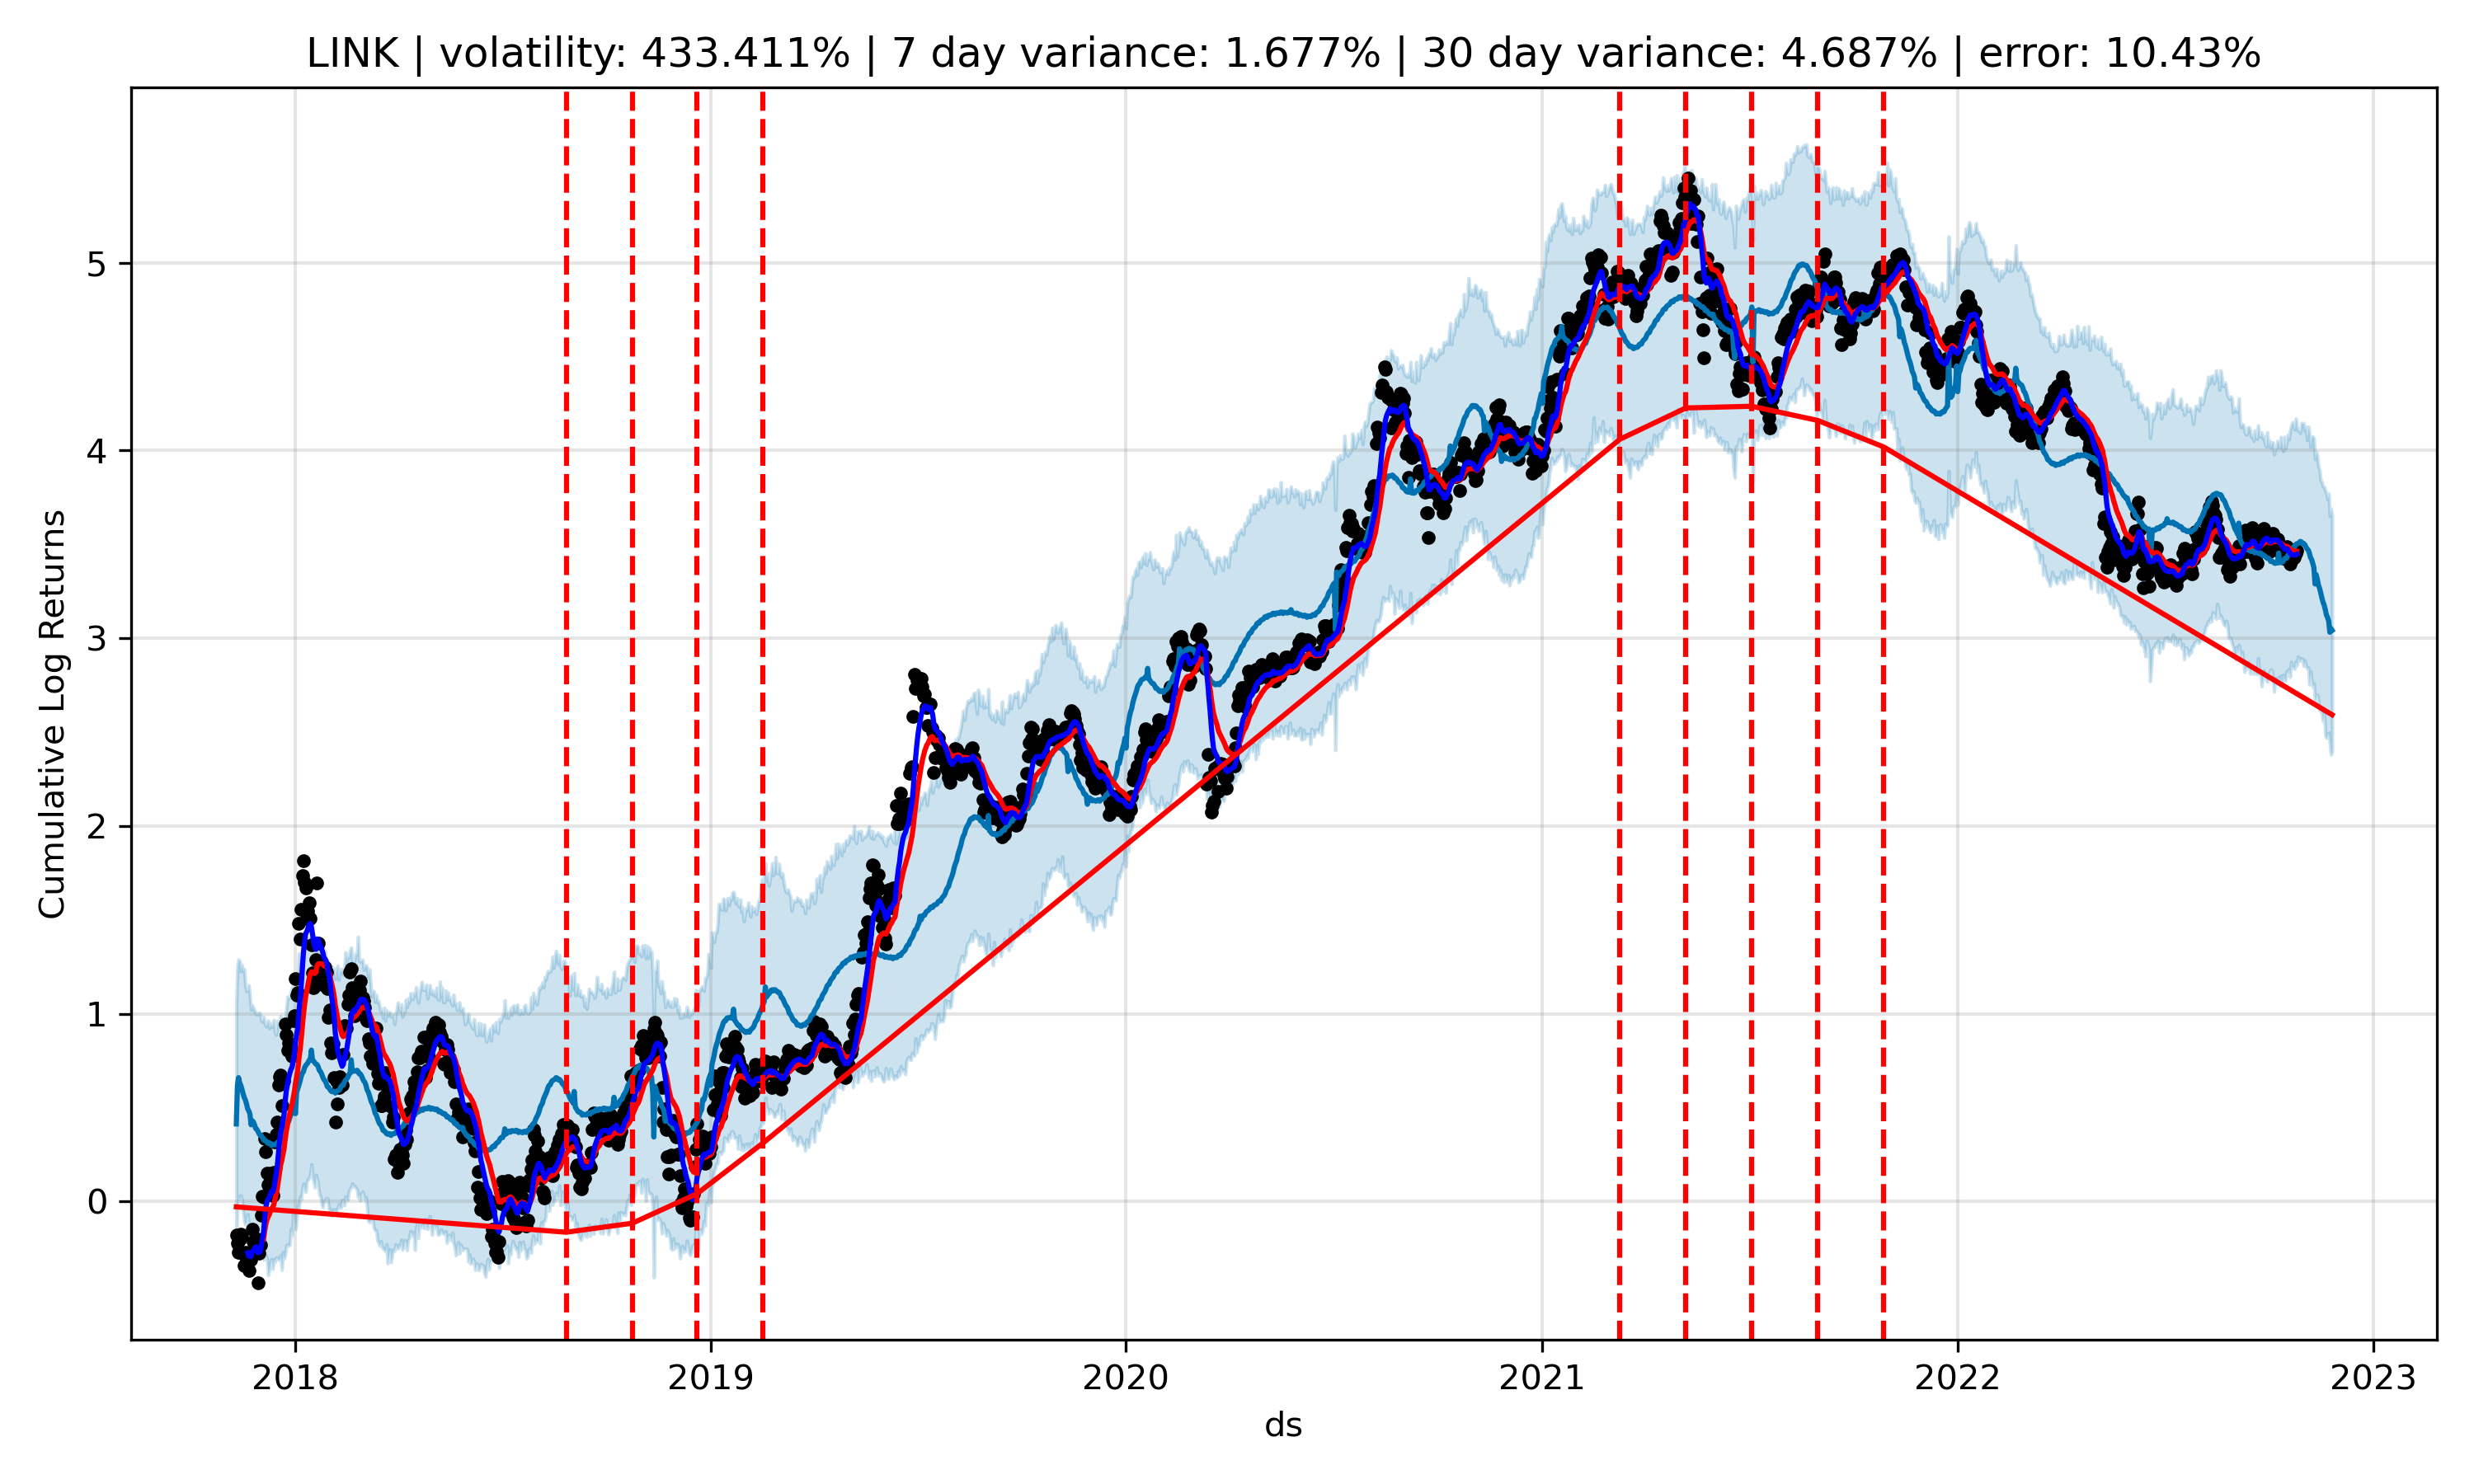 LINK | volatility: 433.411% | 7 day variance: 1.677% | 30 day variance: 4.687% | error: 10.43%
Cumulative Log Returns
5
4
3
2
1
0
2018 2019 2020 2021 2022 2023
ds